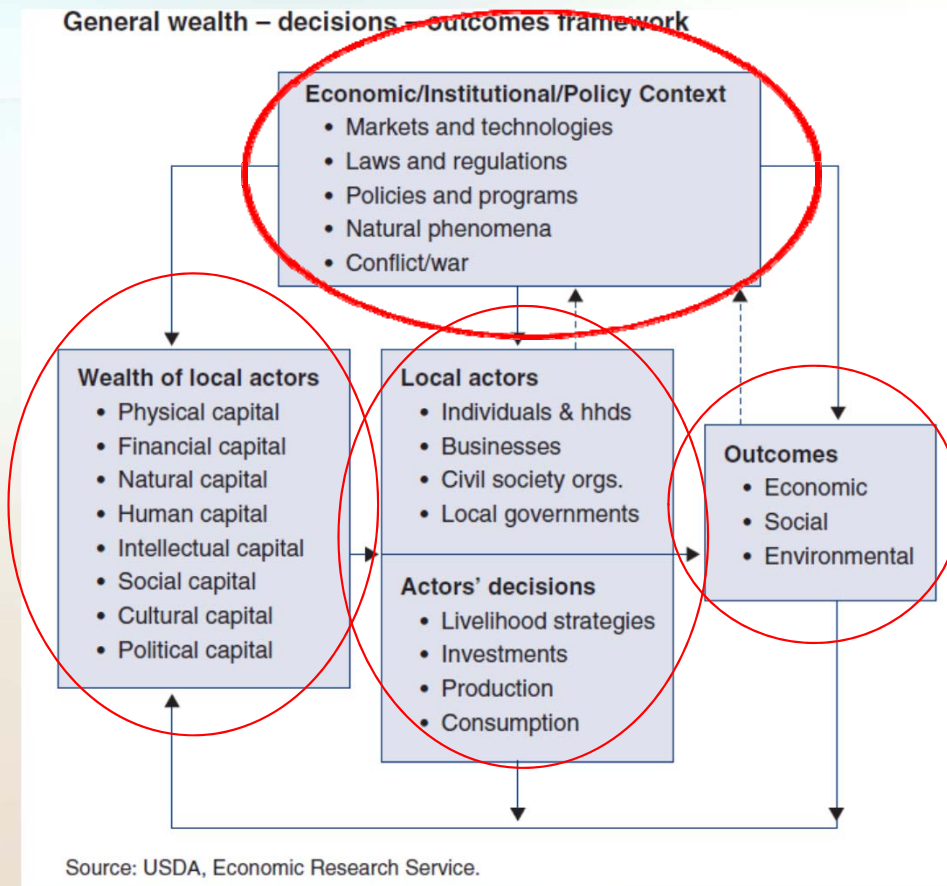 General wealth – decisions – outcomes framework
Economic/Institutional/Policy Context
• Markets and technologies
• Laws and regulations
• Policies and programs
• Natural phenomena
• Conflict/war
Wealth of local actors
• Physical capital
• Financial capital
• Natural capital
• Human capital
• Intellectual capital
• Social capital
• Cultural capital
• Political capital
Local actors
• Individuals & hhds
• Businesses
• Civil society orgs.
• Local governments
Actors' decisions
• Livelihood strategies
• Investments
• Production
• Consumption
Outcomes
• Economic
• Social
• Environmental
Source: USDA, Economic Research Service.